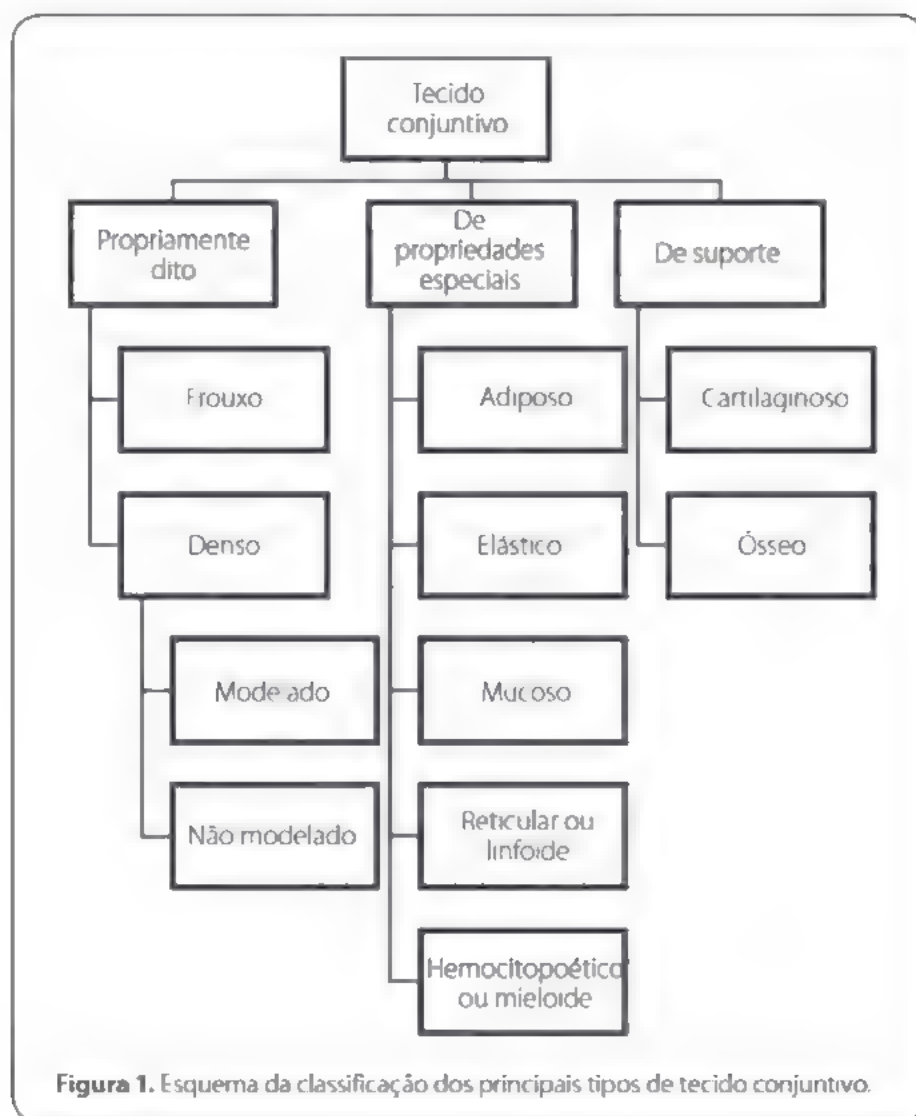 Tecido
conjuntivo
Propriamente
dito
De
propriedades
especiais
De suporte
Frouxo
Adiposo
Cartilaginoso
Denso
Elástico
Ósseo
Modelado
Mucoso
Não modelado
Reticular ou
linfoide
Hemocitopoético
ou mieloide
Figura 1. Esquema da classificação dos principais tipos de tecido conjuntivo.